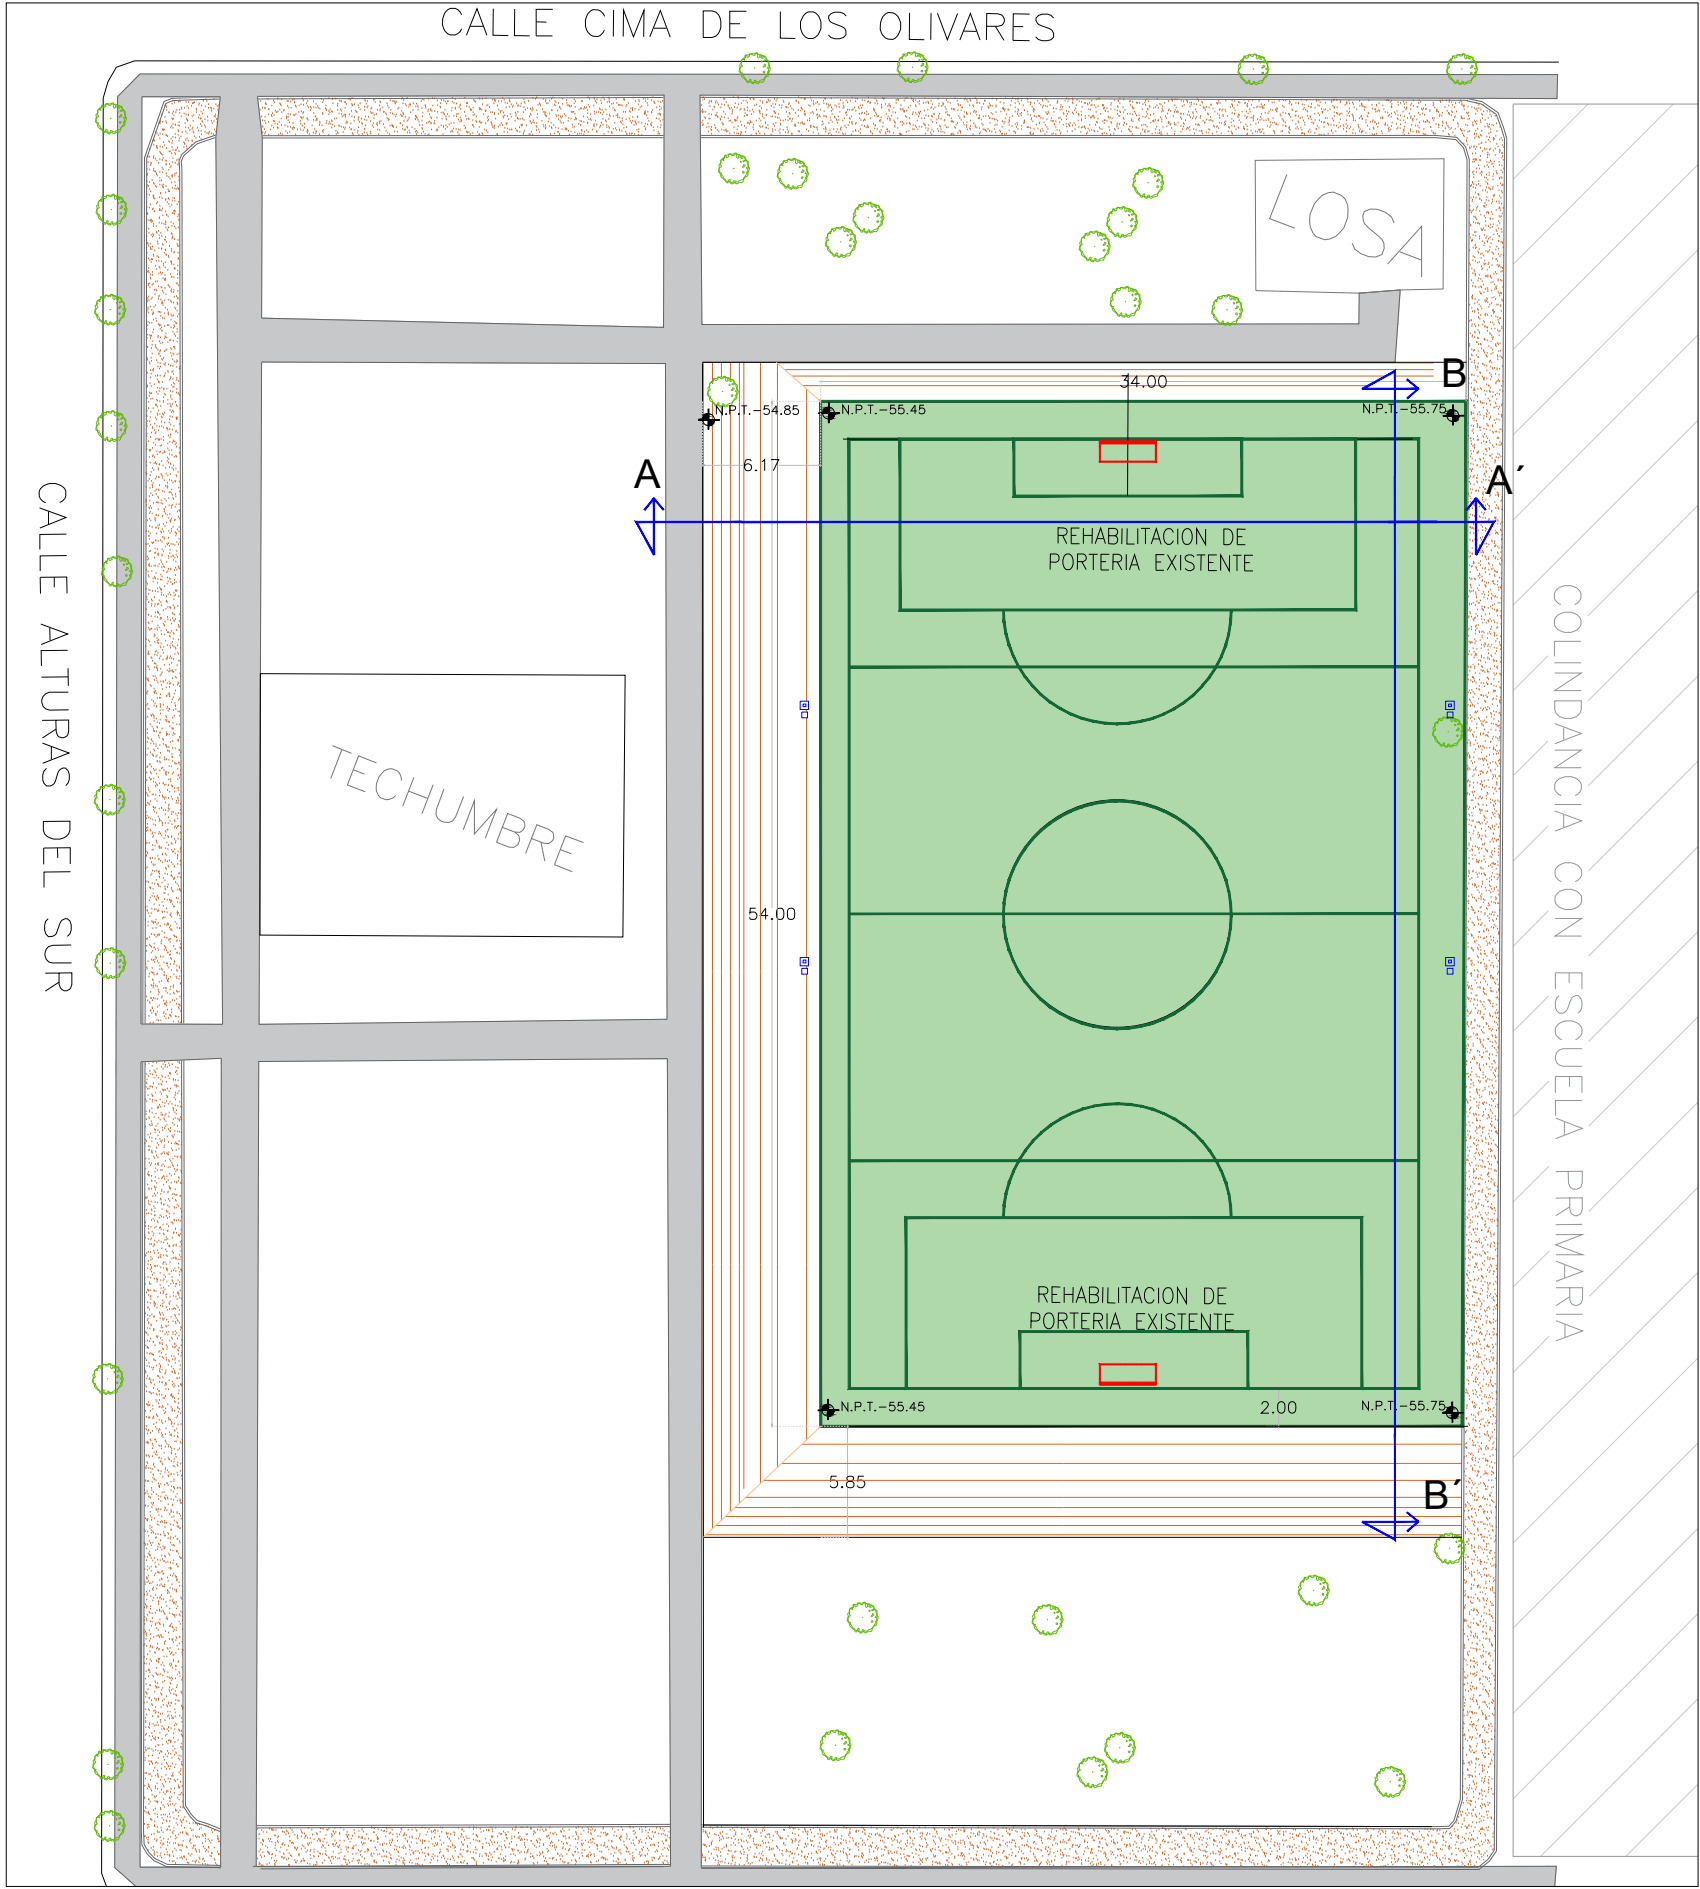 CALLE CIMA DE LOS OLIVARES
LOSA
B
34.00
N.P.T.-54.85
N.P.T.-55.45
N.P.T.-55.75
6.17
A
A´
REHABILITACION DE
PORTERIA EXISTENTE
CALLE ALTURAS DEL SUR
TECHUMBRE
COLINDANCIA CON ESCUELA PRIMARIA
54.00
REHABILITACION DE
PORTERIA EXISTENTE
N.P.T.-55.45
2.00
N.P.T.-55.75
5.85
B´